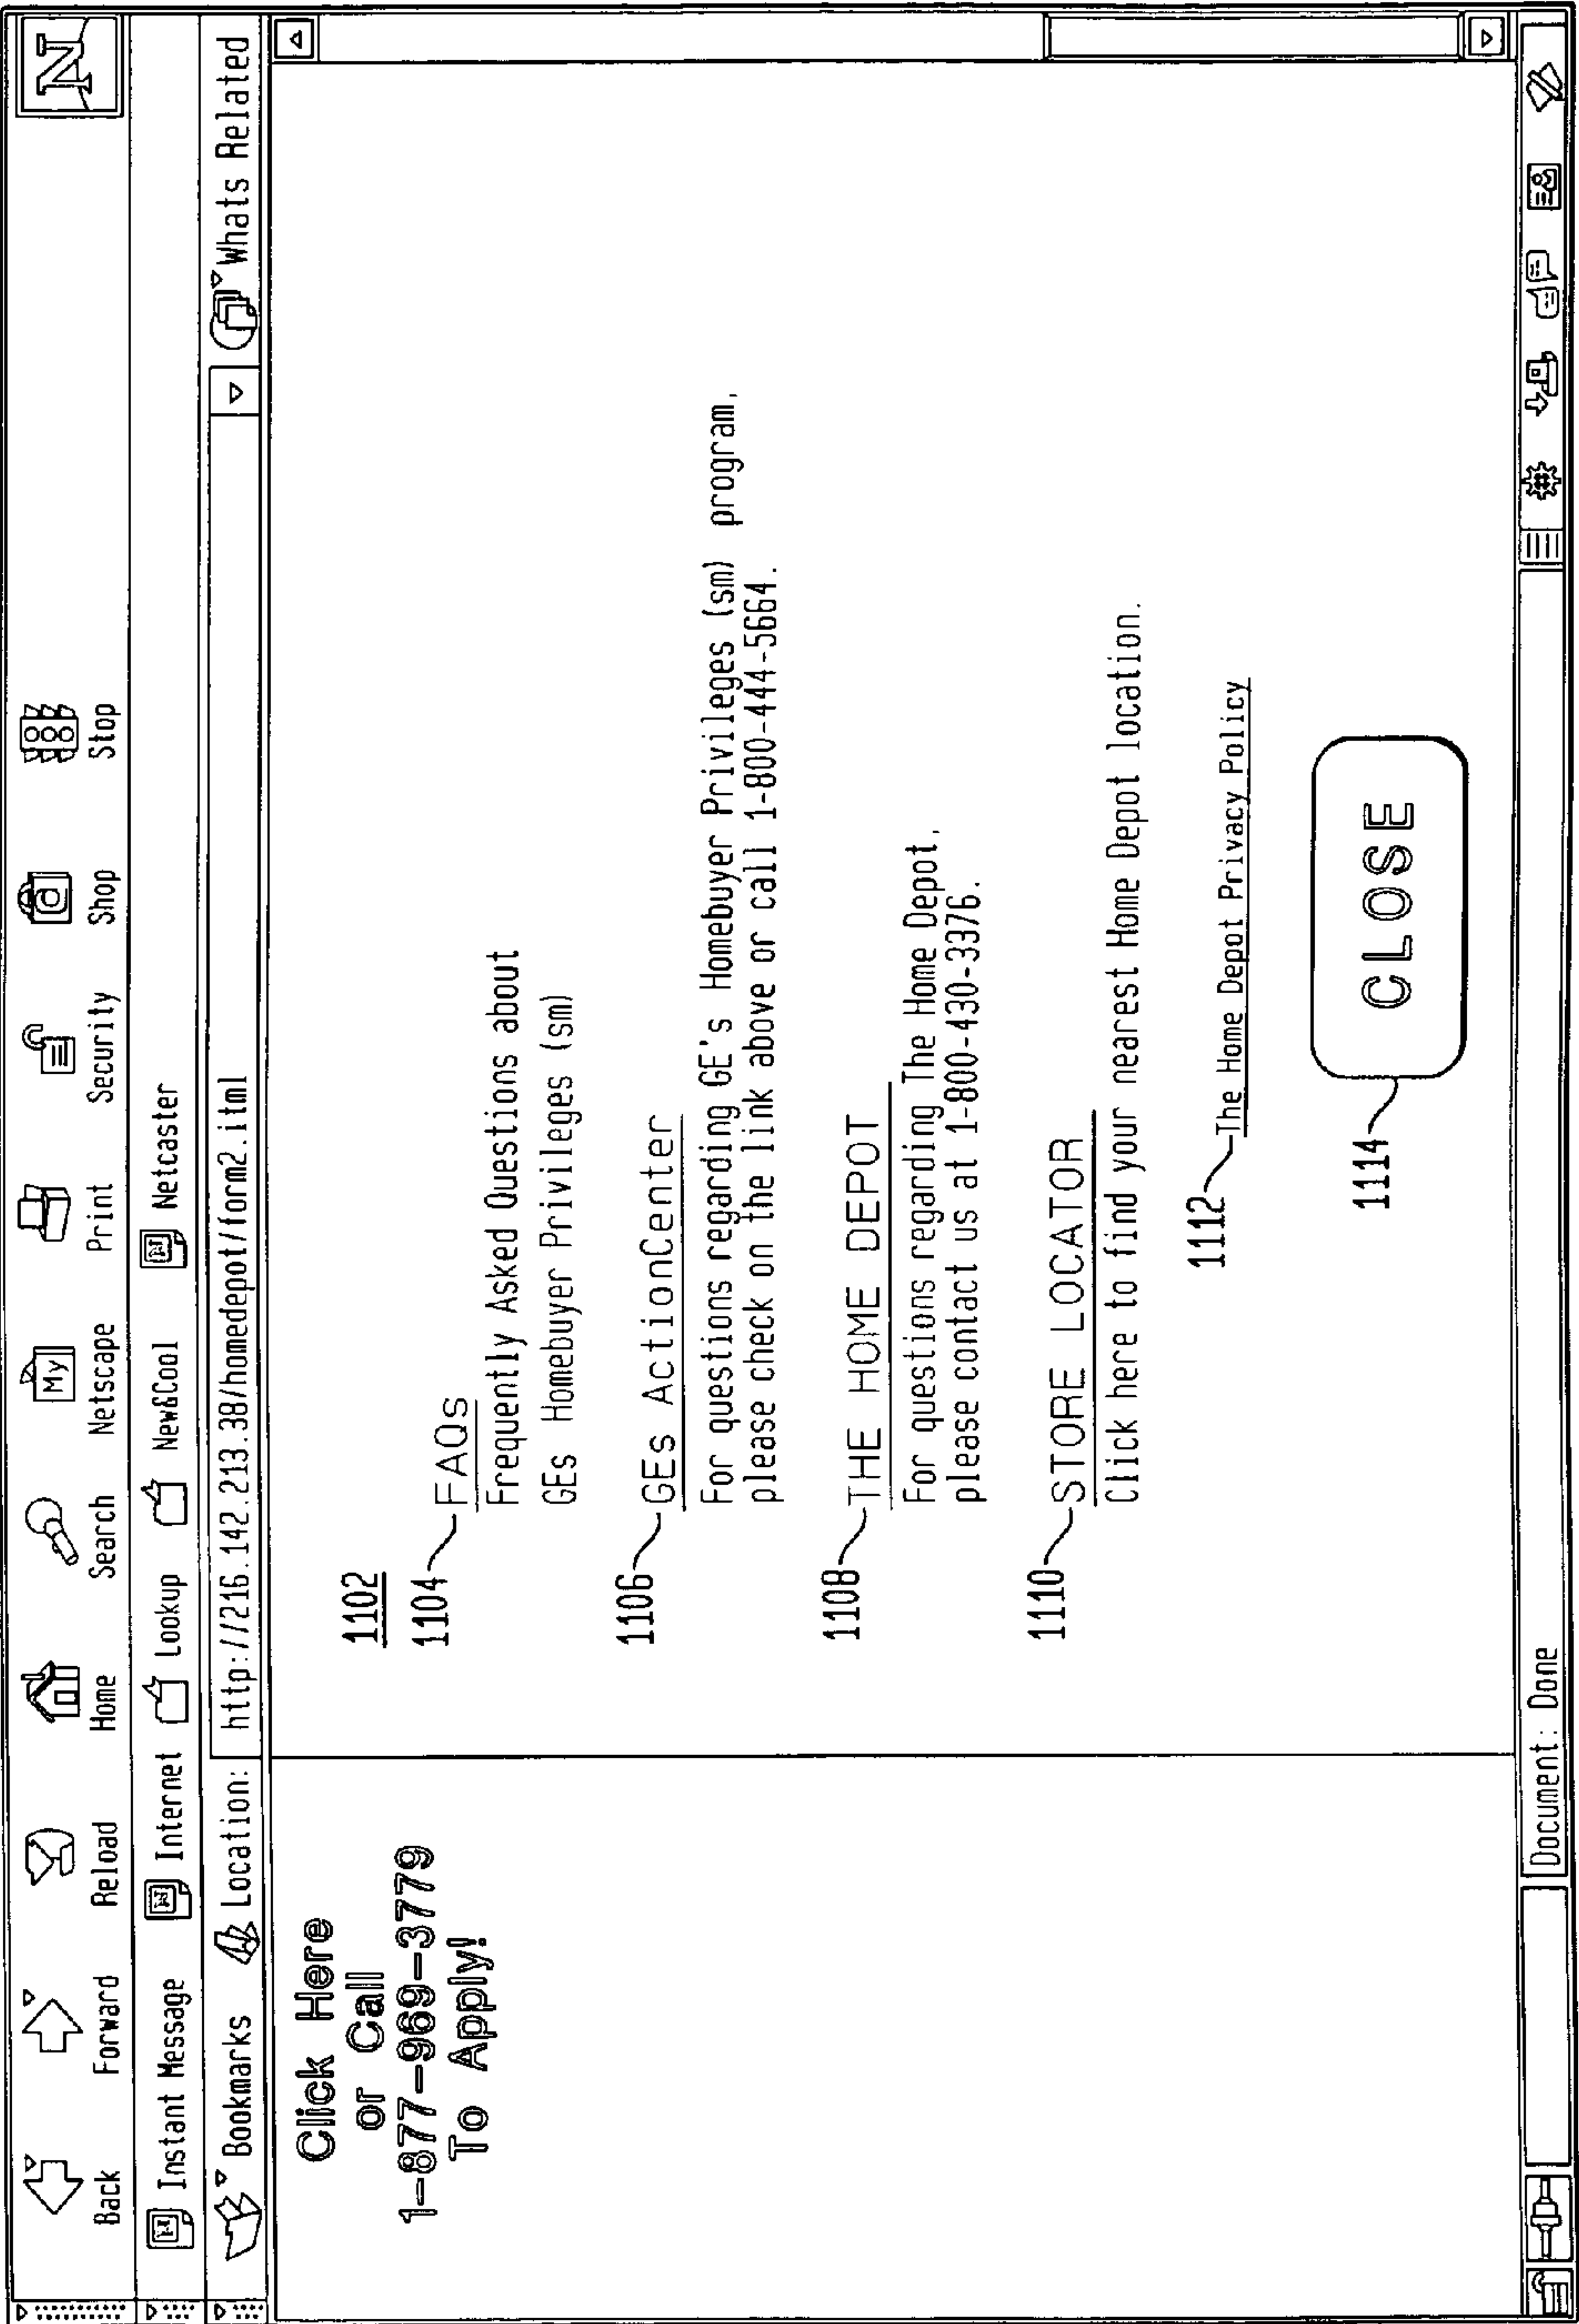 Back Forward Reload Home Search Netscape Print Security Shop Stop
My
N
Instant Message Internet Lookup New&Cool Netcaster
Bookmarks Location: http://216.142.213.38/homedepot/form2.itml Whats Related
Click Here
or Call
1-877-969-3779
To Apply!
1102
1104 FAQs
Frequently Asked Questions about
GEs Homebuyer Privileges (sm)
1106 GEs ActionCenter
For questions regarding GE's Homebuyer Privileges (sm) program,
please check on the link above or call 1-800-444-5664.
1108 THE HOME DEPOT
For questions regarding The Home Depot,
please contact us at 1-800-430-3376.
1110 STORE LOCATOR
Click here to find your nearest Home Depot location.
1112 The Home Depot Privacy Policy
1114 CLOSE
Document: Done